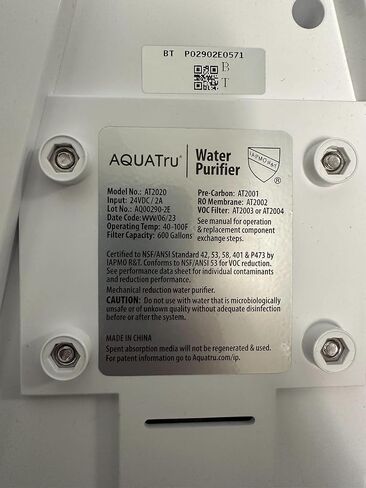 BT P02902E0571
B
T
AQUATru® Water Purifier
IAPMO R&T
®
Model No.: AT2020
Input: 24VDC / 2A
Lot No.: AQ00290-2E
Date Code: WW/06/23
Operating Temp: 40-100F
Filter Capacity: 600 Gallons
Pre-Carbon: AT2001
RO Membrane: AT2002
VOC Filter: AT2003 or AT2004
See manual for operation
& replacement component
exchange steps.
Certified to NSF/ANSI Standard 42, 53, 58, 401 & P473 by
IAPMO R&T. Conforms to NSF/ANSI 53 for VOC reduction.
See performance data sheet for individual contaminants
and reduction performance.
Mechanical reduction water purifier.
CAUTION: Do not use with water that is microbiologically
unsafe or of unkown quality without adequate disinfection
before or after the system.
MADE IN CHINA
Spent absorption media will not be regenerated & used.
For patent information go to Aquatru.com/ip.